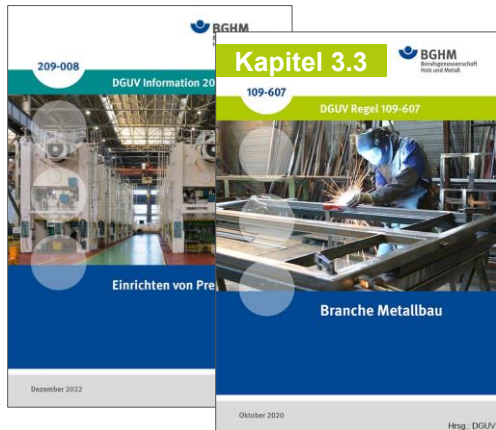 BGHM
209-008
DGUV Information 20
Einrichten von Pre
Dezember 2022
Kapitel 3.3
BGHM
Berufsgenossenschaft
Holz und Metall
109-607
DGUV Regel 109-607
Branche Metallbau
Oktober 2020
Hrsg.: DGUV